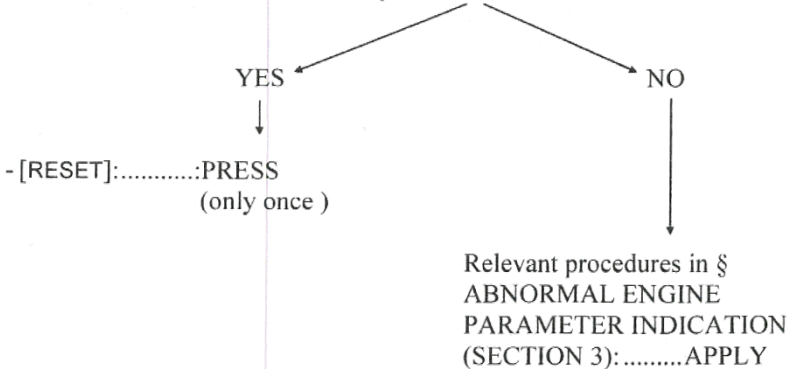 YES
NO
- [RESET]:...........:PRESS
(only once )
Relevant procedures in §
ABNORMAL ENGINE
PARAMETER INDICATION
(SECTION 3): .........APPLY